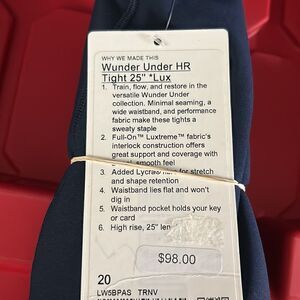 WHY WE MADE THIS
Wunder Under HR
Tight 25" *Lux
1. Train, flow, and restore in the
versatile Wunder Under
collection. Minimal seaming, a
wide waistband, and performance
fabric make these tights a
sweaty staple
2. Full-On™ Luxtreme™ fabric's
interlock construction offers
great support and coverage with
smooth feel
3. Added Lycra® for stretch
and shape retention
4. Waistband lies flat and won't
dig in
5. Waistband pocket holds your key
or card
6. High rise, 25" len
$98.00
20
LW5BPAS TRNV